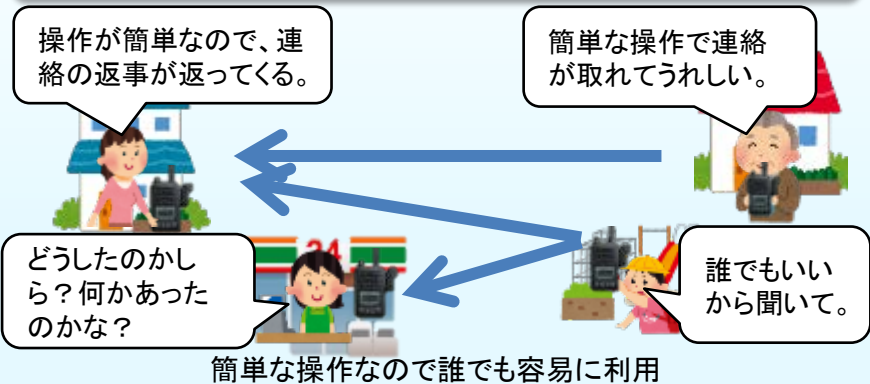 操作が簡単なので、連
絡の返事が返ってくる。
簡単な操作で連絡
が取れてうれしい。
24
どうしたのかし
ら？何かあった
のかな？
誰でもいい
から聞いて。
簡単な操作なので誰でも容易に利用